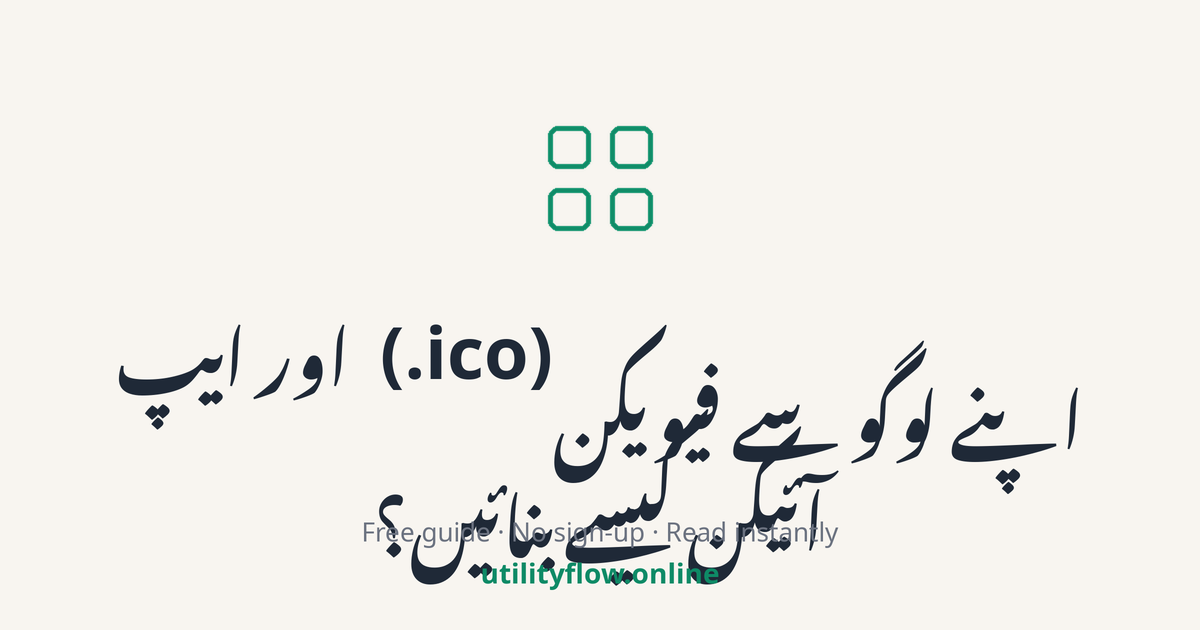 اپنے لوگو سے فیویکن (.ico) اور ایپ
آئیکن کیسے بنائیں؟
Free guide · No sign-up · Read instantly
utilityflow.online